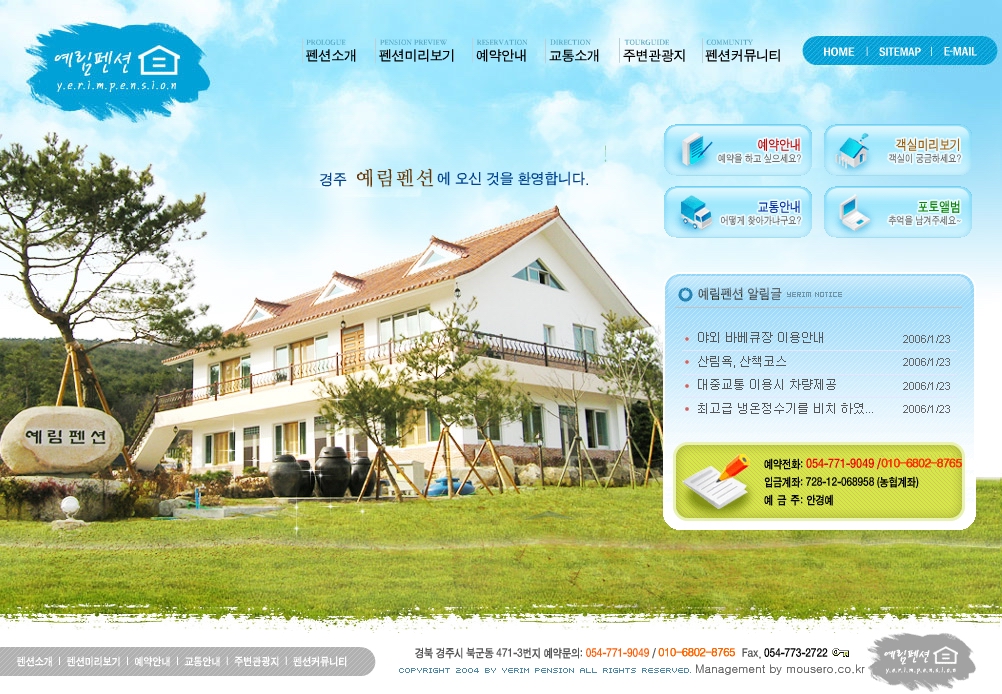 예림펜션
y.e.r.i.m.p.e.n.s.i.o.n
PROLOGUE PENSION PREVIEW RESERVATION DIRECTION TOURGUIDE COMMUNITY
펜션소개 펜션미리보기 예약안내 교통소개 주변관광지 펜션커뮤니티
HOME | SITEMAP | E-MAIL
경주 예림펜션에 오신 것을 환영합니다.
예약안내
예약을 하고 싶으세요?
객실미리보기
객실이 궁금하세요?
교통안내
어떻게 찾아가나구요?
포토앨범
추억을 남겨주세요~
예림펜션
예림펜션 알림글 YERIM NOTICE
야외 바베큐장 이용안내 2006/1/23
산림욕, 산책코스 2006/1/23
대중교통 이용시 차량제공 2006/1/23
최고급 냉온정수기를 비치 하였... 2006/1/23
예약전화: 054-771-9049 /010-6802-8765
입금계좌: 728-12-068958 (농협계좌)
예 금 주: 안경예
펜션소개 | 펜션미리보기 | 예약안내 | 교통안내 | 주변관광지 | 펜션커뮤니티
경북 경주시 북군동 471-3번지 예약문의: 054-771-9049 / 010-6802-8765 Fax, 054-773-2722
COPYRIGHT 2004 BY YERIM PENSION ALL RIGHTS RESERVED. Management by mousero.co.kr
예림펜션
y.e.r.i.m.p.e.n.s.i.o.n